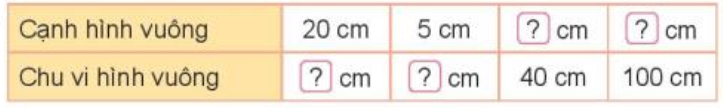 Cạnh hình vuông 20 cm 5 cm ? cm ? cm
Chu vi hình vuông ? cm ? cm 40 cm 100 cm